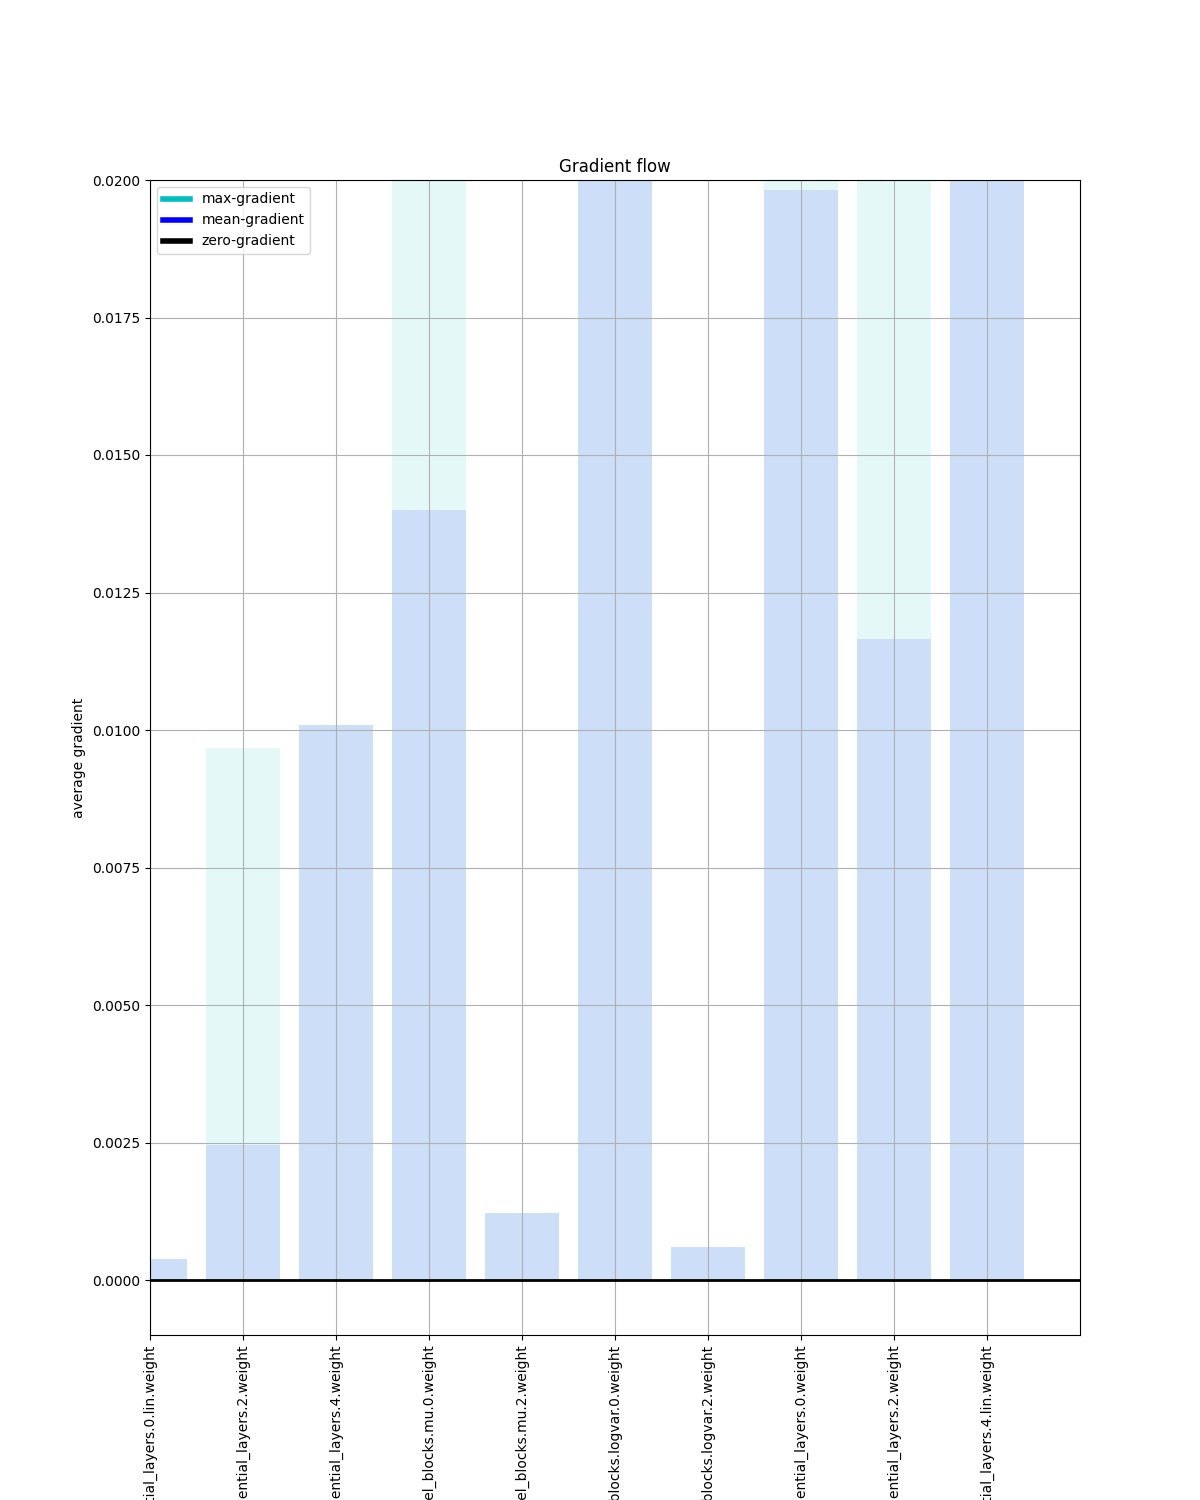 Gradient flow
max-gradient
mean-gradient
zero-gradient
0.0200
0.0175
0.0150
0.0125
0.0100
0.0075
0.0050
0.0025
0.0000
average gradient
tial_layers.0.lin.weight
ential_layers.2.weight
ential_layers.4.weight
el_blocks.mu.0.weight
el_blocks.mu.2.weight
blocks.logvar.0.weight
blocks.logvar.2.weight
ential_layers.0.weight
ential_layers.2.weight
tial_layers.4.lin.weight